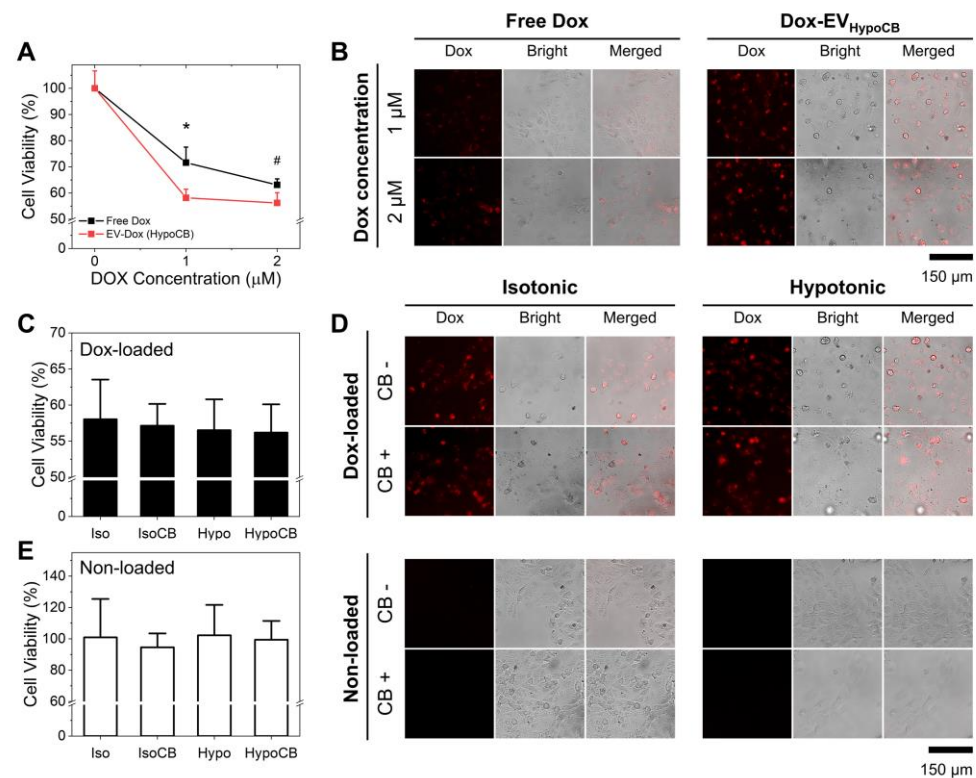 A
Cell Viability (%)
100
90
80
70
60
50
0
*
#
Free Dox
EV-Dox (HypoCB)
0 1 2
DOX Concentration (μM)
B
Free Dox Dox-EVHypoCB
Dox Bright Merged Dox Bright Merged
Dox concentration
1 μM
2 μM
150 μm
C
Dox-loaded
Cell Viability (%)
70
65
60
55
50
0
Iso IsoCB Hypo HypoCB
D
Isotonic Hypotonic
Dox Bright Merged Dox Bright Merged
Dox-loaded
CB -
CB +
E
Non-loaded
Cell Viability (%)
140
120
100
80
60
0
Iso IsoCB Hypo HypoCB
Non-loaded
CB -
CB +
150 μm